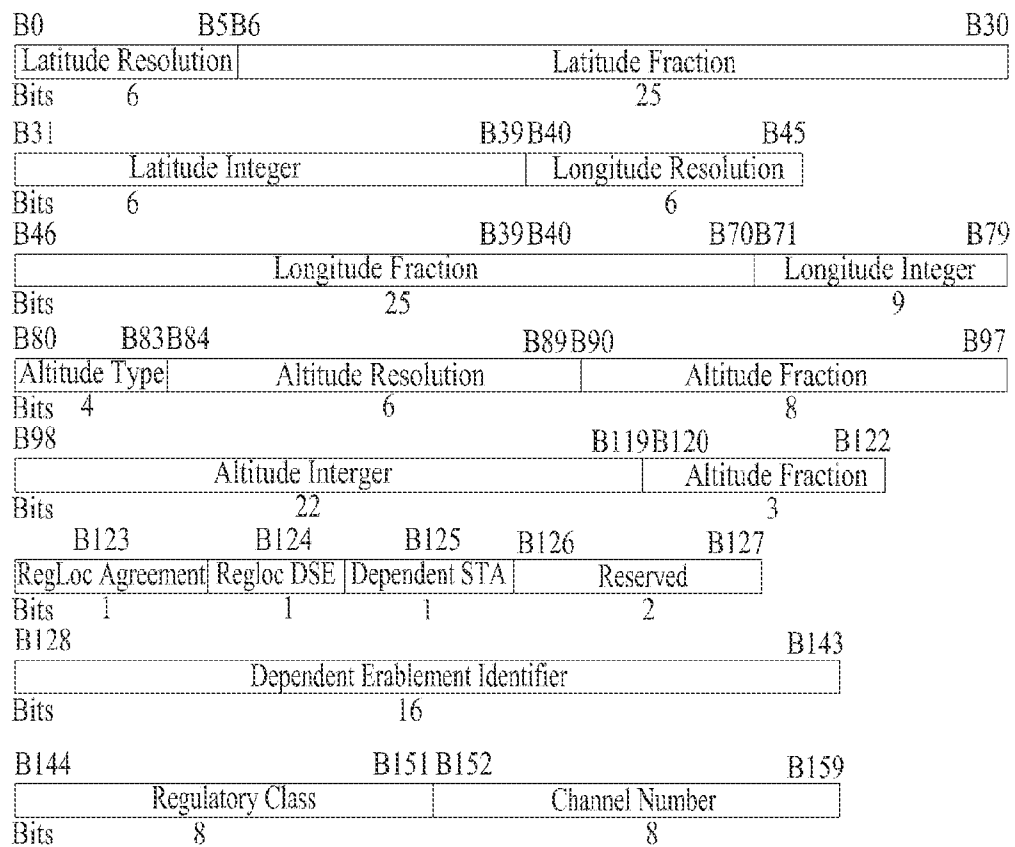 B0 B5B6 B30
Latitude Resolution Latitude Fraction
Bits 6 25
B31 B39B40 B45
Latitude Integer Longitude Resolution
Bits 6 6
B46 B39B40 B70B71 B79
Longitude Fraction Longitude Integer
Bits 25 9
B80 B83B84 B89B90 B97
Altitude Type Altitude Resolution Altitude Fraction
Bits 4 6 8
B98 B119B120 B122
Altitude Interger Altitude Fraction
Bits 22 3
B123 B124 B125 B126 B127
RegLoc Agreement Regloc DSE Dependent STA Reserved
Bits 1 1 1 2
B128 B143
Dependent Erablement Identifier
Bits 16
B144 B151B152 B159
Regulatory Class Channel Number
Bits 8 8